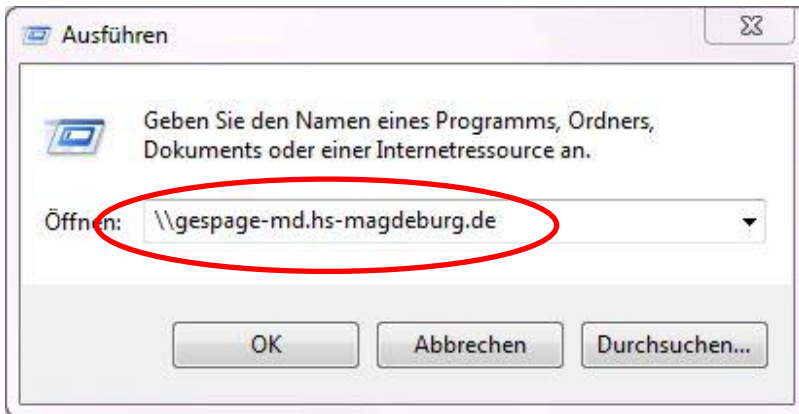 Ausführen
Geben Sie den Namen eines Programms, Ordners,
Dokuments oder einer Internetressource an.
Öffnen: \\gespage-md.hs-magdeburg.de
OK Abbrechen Durchsuchen...